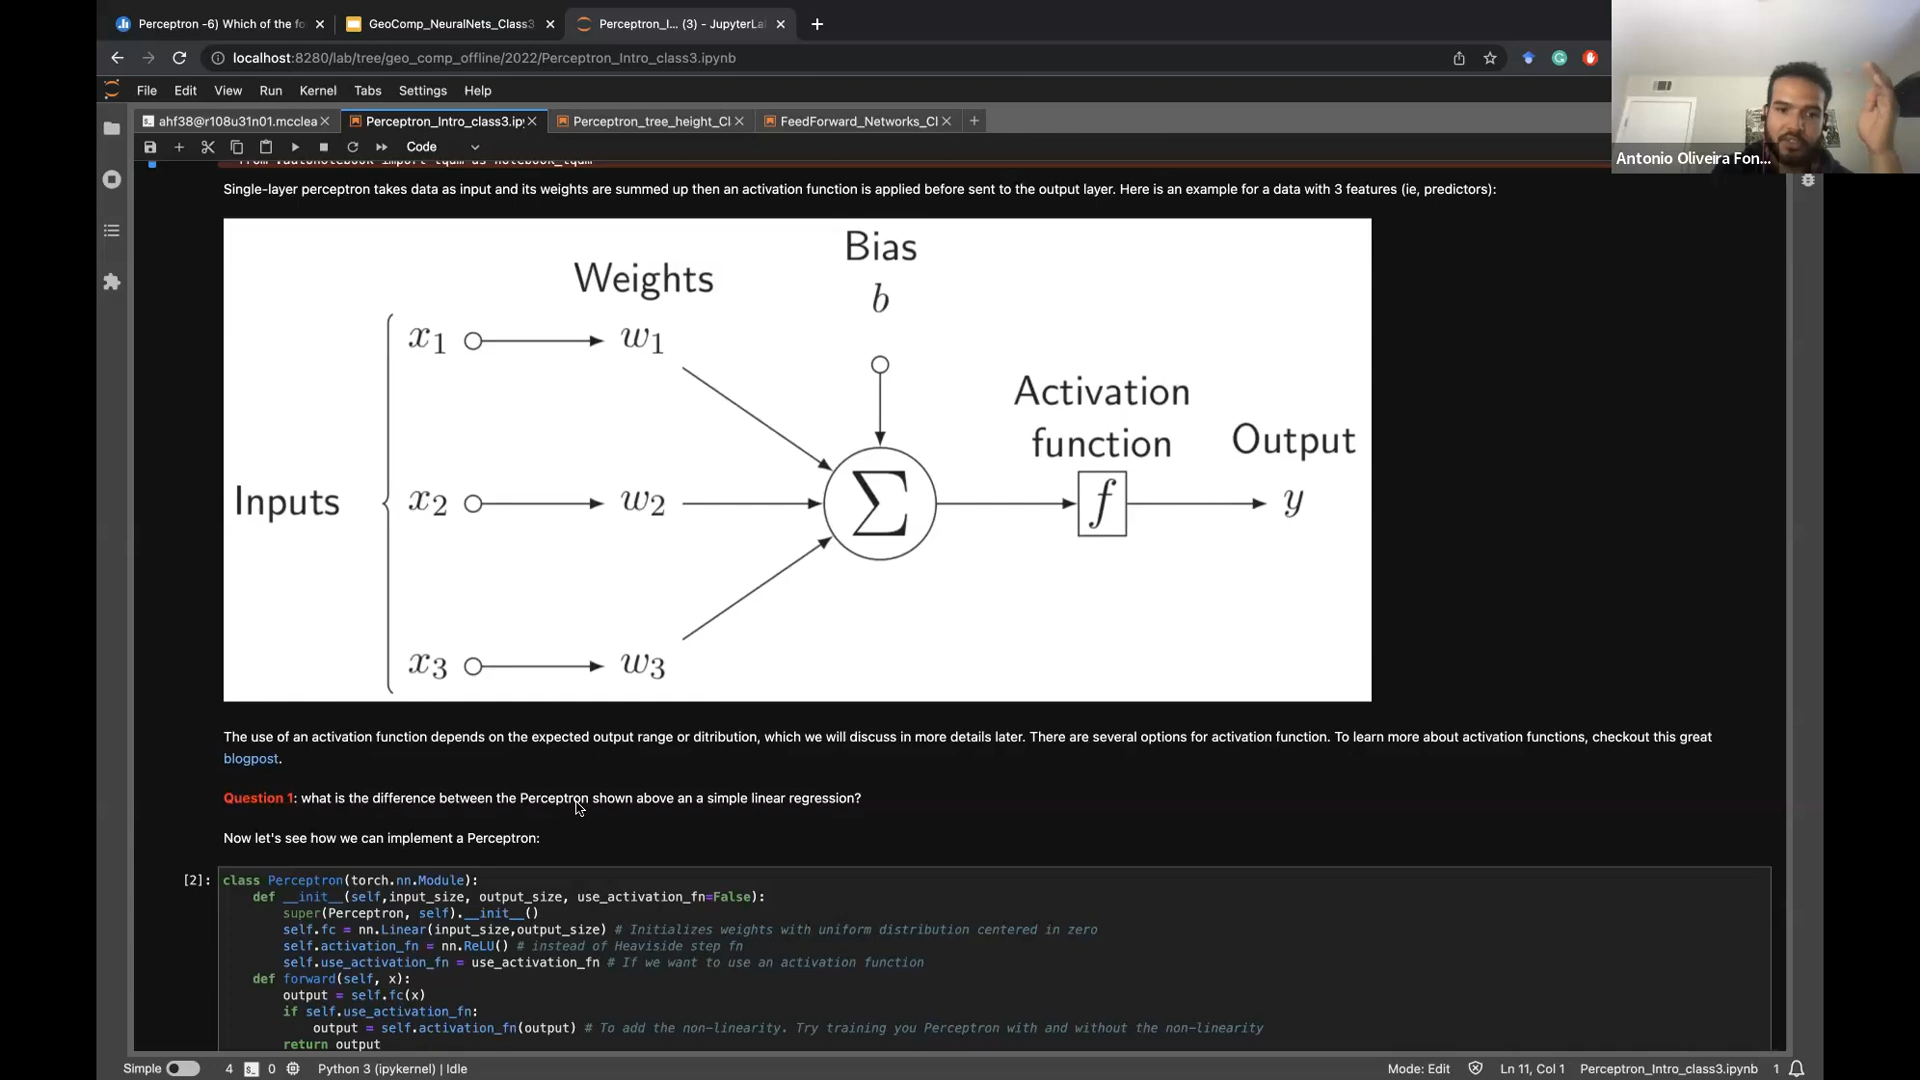 Perceptron -6) Which of the fo
GeoComp_NeuralNets_Class3
Perceptron_I... (3) - JupyterLa
localhost:8280/lab/tree/geo_comp_offline/2022/Perceptron_Intro_class3.ipynb
File Edit View Run Kernel Tabs Settings Help
ahf38@r108u31n01.mcclea
Perceptron_Intro_class3.ipy
Perceptron_tree_height_Cl
FeedForward_Networks_Cl
Code
Antonio Oliveira Fon...
Single-layer perceptron takes data as input and its weights are summed up then an activation function is applied before sent to the output layer. Here is an example for a data with 3 features (ie, predictors):
Bias
b
Weights
x1 w1
Activation
function
Output
Inputs
x2 w2 Σ f y
x3 w3
The use of an activation function depends on the expected output range or ditribution, which we will discuss in more details later. There are several options for activation function. To learn more about activation functions, checkout this great
blogpost.
Question 1: what is the difference between the Perceptron shown above an a simple linear regression?
Now let's see how we can implement a Perceptron:
[2]: class Perceptron(torch.nn.Module):
def __init__(self,input_size, output_size, use_activation_fn=False):
super(Perceptron, self).__init__()
self.fc = nn.Linear(input_size,output_size) # Initializes weights with uniform distribution centered in zero
self.activation_fn = nn.ReLU() # instead of Heaviside step fn
self.use_activation_fn = use_activation_fn # If we want to use an activation function
def forward(self, x):
output = self.fc(x)
if self.use_activation_fn:
output = self.activation_fn(output) # To add the non-linearity. Try training you Perceptron with and without the non-linearity
return output
Simple 4 0 Python 3 (ipykernel) | Idle Mode: Edit Ln 11, Col 1 Perceptron_Intro_class3.ipynb 1